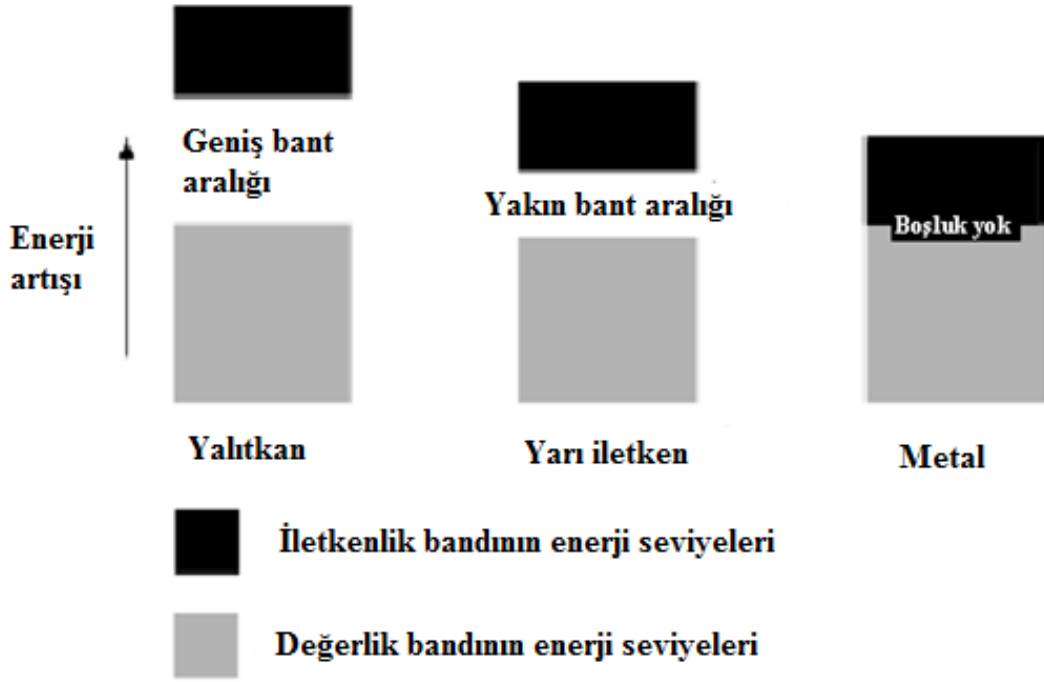 Geniş bant
aralığı
Yakın bant aralığı
Boşluk yok
Enerji
artışı
Yalıtkan
Yarı iletken
Metal
İletkenlik bandının enerji seviyeleri
Değerlik bandının enerji seviyeleri